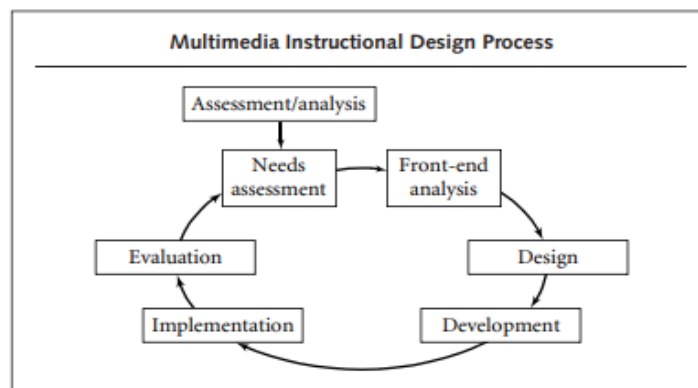 Multimedia Instructional Design Process
Assessment/analysis
Needs
assessment
Front-end
analysis
Evaluation
Design
Implementation
Development